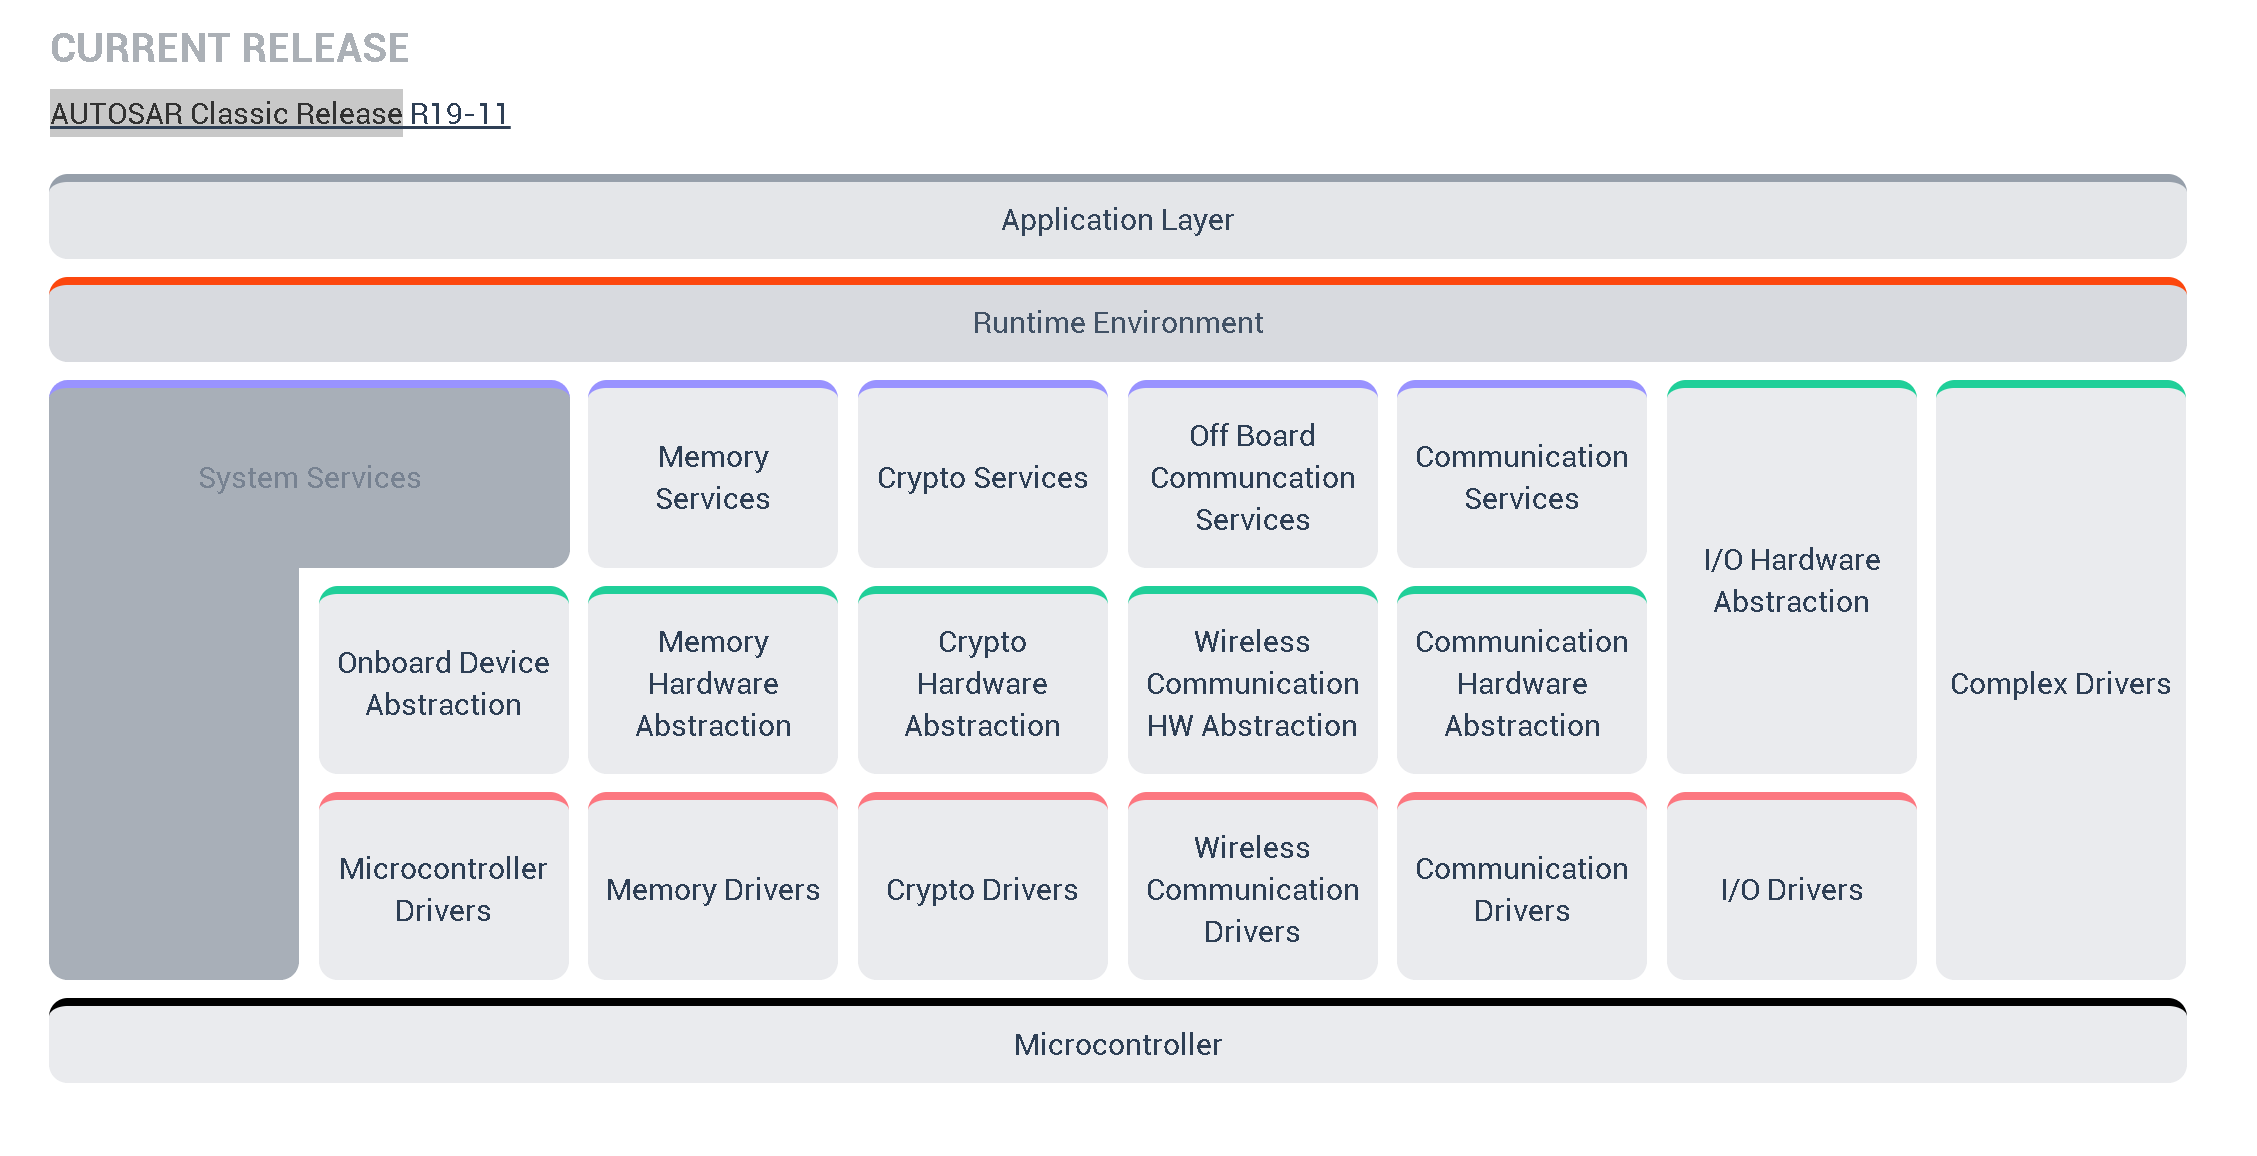 CURRENT RELEASE
AUTOSAR Classic Release R19-11
Application Layer
Runtime Environment
System Services
Memory
Services
Crypto Services
Off Board
Communcation
Services
Communication
Services
I/O Hardware
Abstraction
Complex Drivers
Onboard Device
Abstraction
Memory
Hardware
Abstraction
Crypto
Hardware
Abstraction
Wireless
Communication
HW Abstraction
Communication
Hardware
Abstraction
Microcontroller
Drivers
Memory Drivers
Crypto Drivers
Wireless
Communication
Drivers
Communication
Drivers
I/O Drivers
Microcontroller